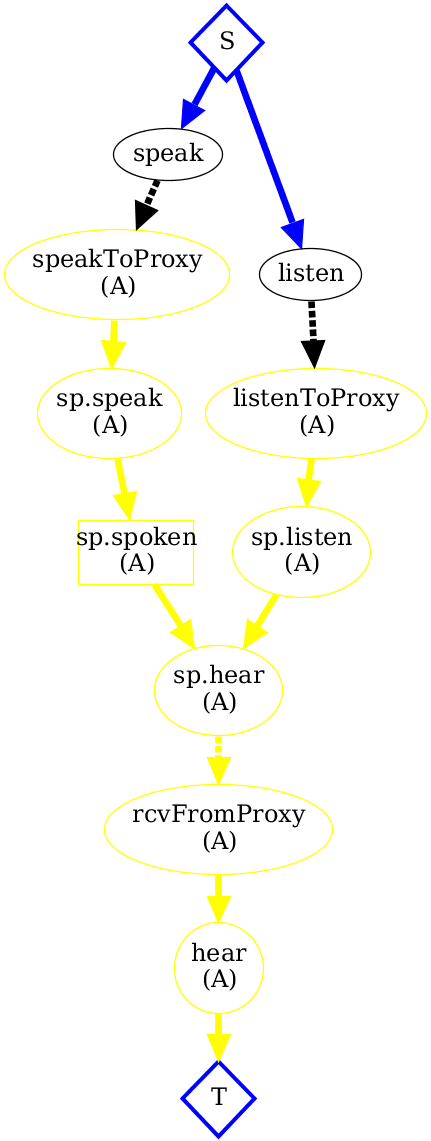 S
speak
speakToProxy
(A)
listen
sp.speak
(A)
listenToProxy
(A)
sp.spoken
(A)
sp.listen
(A)
sp.hear
(A)
rcvFromProxy
(A)
hear
(A)
T